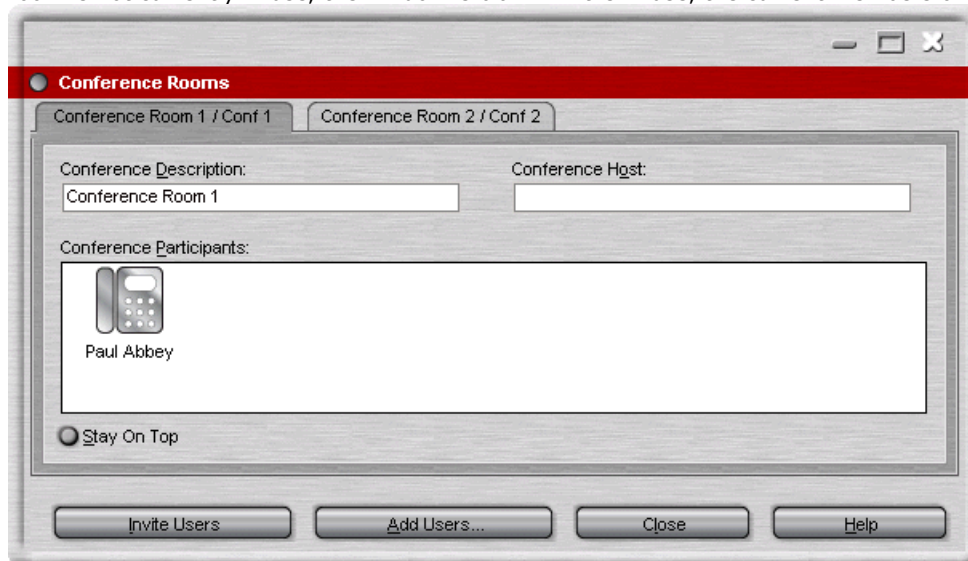 Conference Rooms
Conference Room 1 / Conf 1 Conference Room 2 / Conf 2
Conference Description: Conference Host:
Conference Room 1
Conference Participants:
Paul Abbey
Stay On Top
Invite Users Add Users... Close Help